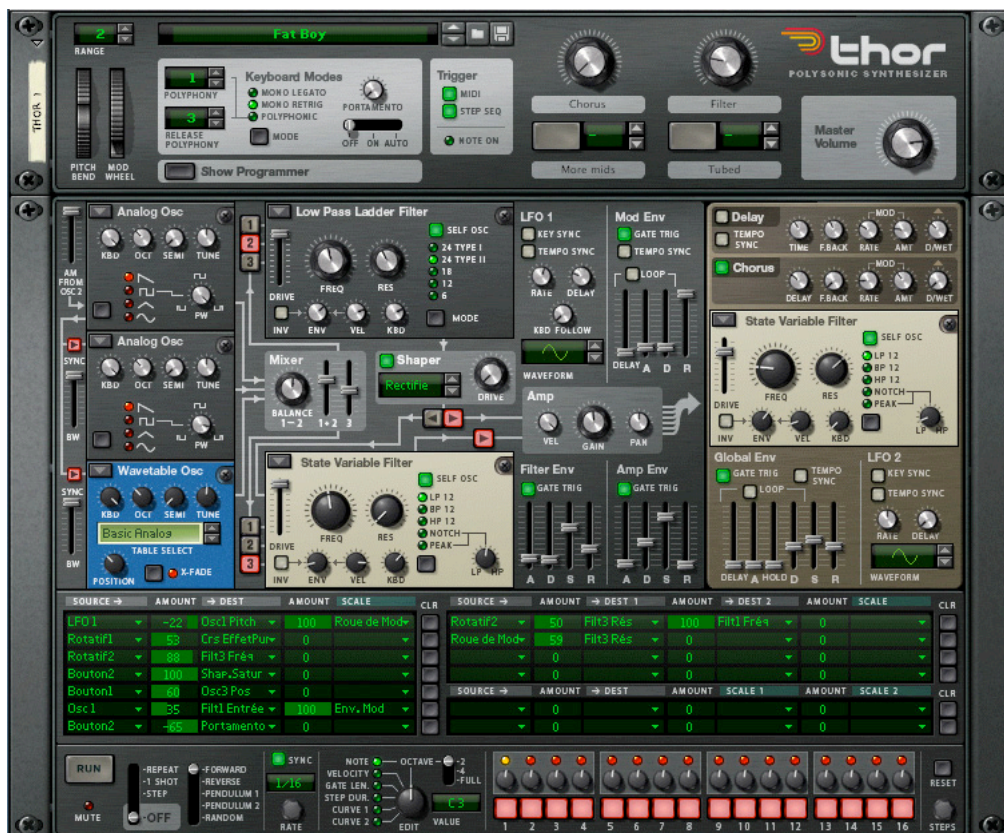 2
RANGE
Fat Boy
thor
POLYSONIC SYNTHESIZER
THOR 1
PITCH BEND
MOD WHEEL
1
POLYPHONY
3
RELEASE POLYPHONY
Keyboard Modes
MONO LEGATO
MONO RETRIG
POLYPHONIC
MODE
PORTAMENTO
OFF ON AUTO
Trigger
MIDI
STEP SEQ
NOTE ON
Chorus
Filter
More mids
Tubed
Master Volume
Show Programmer
AM FROM OSC 2
Analog Osc
KBD OCT SEMI TUNE
PW
SYNC
BW
Analog Osc
KBD OCT SEMI TUNE
PW
SYNC
BW
Wavetable Osc
KBD OCT SEMI TUNE
Basic Analog
TABLE SELECT
POSITION
X-FADE
1
2
3
Low Pass Ladder Filter
DRIVE
FREQ
RES
SELF OSC
24 TYPE I
24 TYPE II
18
12
6
INV ENV VEL KBD
MODE
Mixer
BALANCE
1-2
1+2 3
Shaper
Rectifie
DRIVE
1
2
3
State Variable Filter
DRIVE
FREQ
RES
SELF OSC
LP 12
BP 12
HP 12
NOTCH
PEAK
INV ENV VEL KBD
LP HP
LFO 1
KEY SYNC
TEMPO SYNC
RATE DELAY
KBD FOLLOW
WAVEFORM
Mod Env
GATE TRIG
TEMPO SYNC
LOOP
DELAY A D R
Amp
VEL GAIN PAN
Filter Env
GATE TRIG
A D S R
Amp Env
GATE TRIG
A D S R
Delay
TEMPO SYNC
MOD
TIME F.BACK RATE AMT D/WET
Chorus
MOD
DELAY F.BACK RATE AMT D/WET
State Variable Filter
DRIVE
FREQ
RES
SELF OSC
LP 12
BP 12
HP 12
NOTCH
PEAK
INV ENV VEL KBD
LP HP
Global Env
GATE TRIG
TEMPO SYNC
LOOP
DELAY A HOLD D S R
LFO 2
KEY SYNC
TEMPO SYNC
RATE DELAY
WAVEFORM
SOURCE → AMOUNT → DEST AMOUNT SCALE CLR
LFO 1 -22 Osc1 Pitch 100 Roue de Mod
Rotatif1 53 Crs EffetPur 0
Rotatif2 88 Filt3 Fréq 0
Bouton2 100 Shap.Satur 0
Bouton1 60 Osc3 Pos 0
Osc1 35 Filt1 Entrée 100 Env. Mod
Bouton2 -65 Portamento 0
SOURCE → AMOUNT → DEST 1 AMOUNT → DEST 2 AMOUNT SCALE CLR
Rotatif2 50 Filt3 Rés 100 Filt1 Fréq 0
Roue de Mod 59 Filt3 Rés 0 0
0 0 0
0 0 0
SOURCE → AMOUNT → DEST AMOUNT SCALE 1 AMOUNT SCALE 2 CLR
0 0 0
0 0 0
RUN
MUTE
REPEAT
1 SHOT
STEP
OFF
FORWARD
REVERSE
PENDULUM 1
PENDULUM 2
RANDOM
SYNC
1/16
RATE
NOTE
VELOCITY
GATE LEN.
STEP DUR.
CURVE 1
CURVE 2
EDIT
OCTAVE
2
4
FULL
C 3
VALUE
1 2 3 4 5 6 7 8 9 10 11 12 13 14 15 16
RESET
STEPS